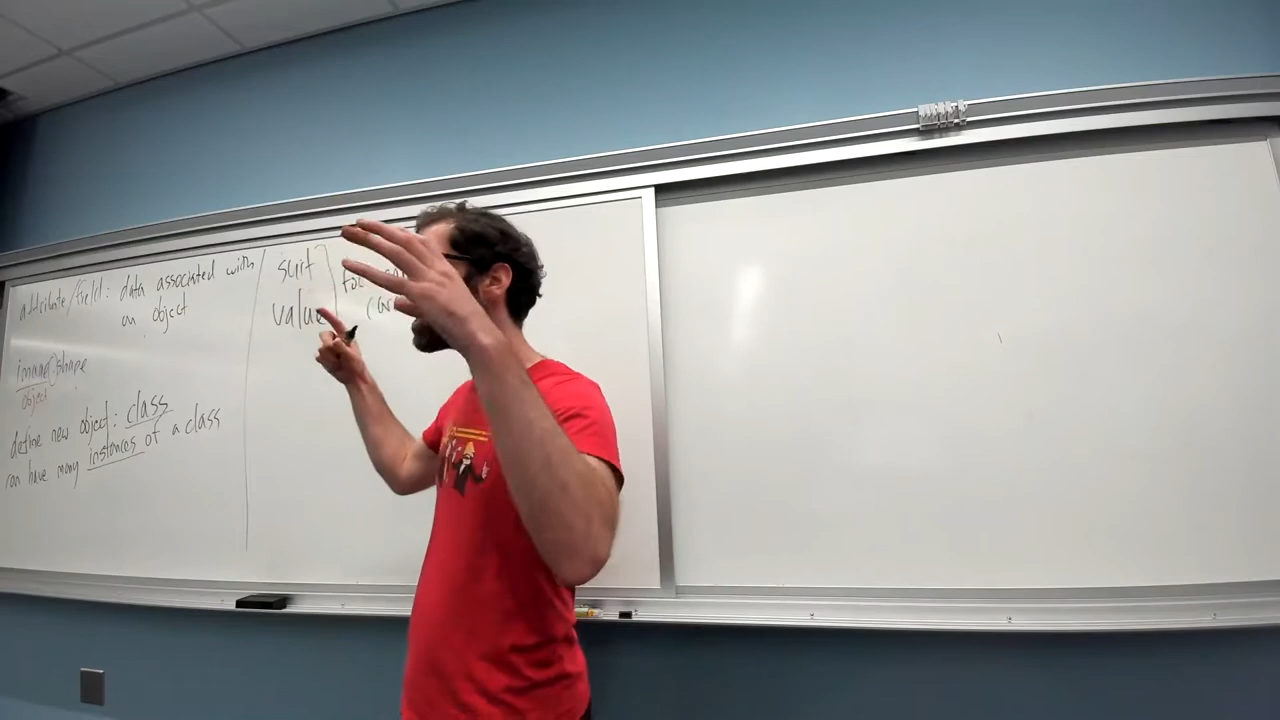 attribute/field: data associated with
an object
image.shape
object
define new object: class
can have many instances of a class
suit
value